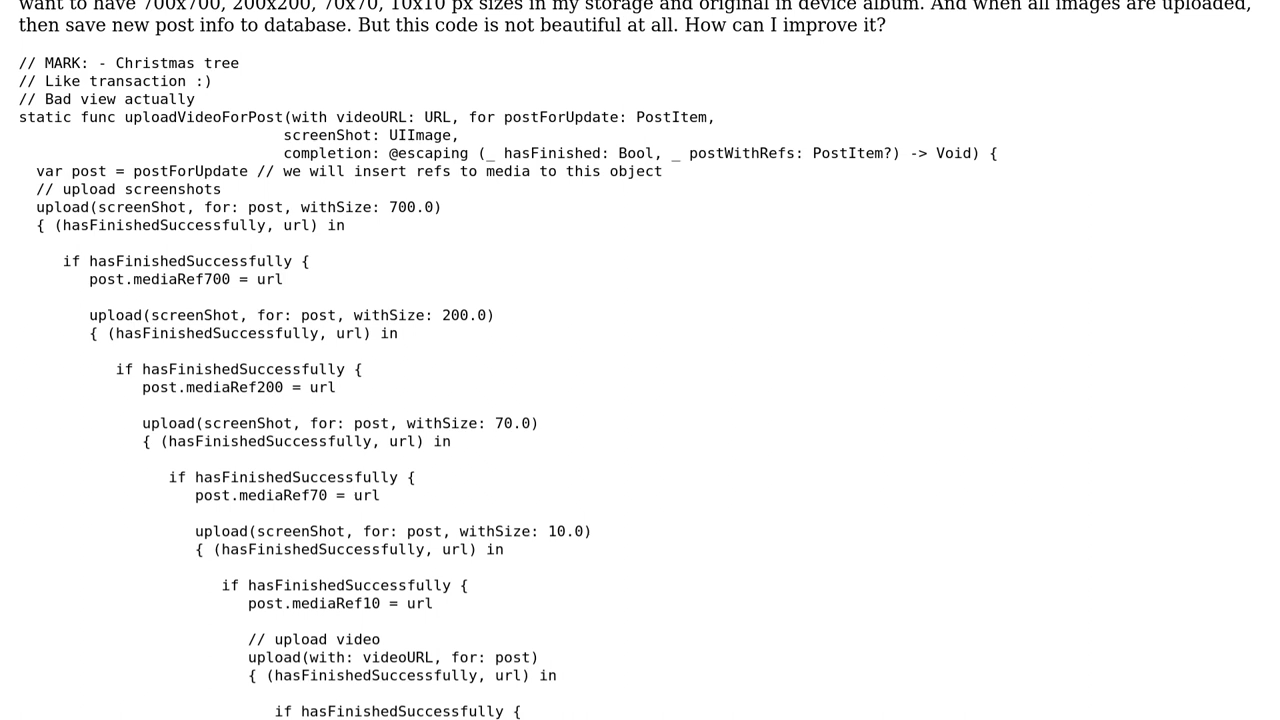 want to have 700x700, 200x200, 70x70, 10x10 px sizes in my storage and original in device album. And when all images are uploaded,
then save new post info to database. But this code is not beautiful at all. How can I improve it?
// MARK: - Christmas tree
// Like transaction :)
// Bad view actually
static func uploadVideoForPost(with videoURL: URL, for postForUpdate: PostItem,
screenShot: UIImage,
completion: @escaping (_ hasFinished: Bool, _ postWithRefs: PostItem?) -> Void) {
var post = postForUpdate // we will insert refs to media to this object
// upload screenshots
upload(screenShot, for: post, withSize: 700.0)
{ (hasFinishedSuccessfully, url) in
if hasFinishedSuccessfully {
post.mediaRef700 = url
upload(screenShot, for: post, withSize: 200.0)
{ (hasFinishedSuccessfully, url) in
if hasFinishedSuccessfully {
post.mediaRef200 = url
upload(screenShot, for: post, withSize: 70.0)
{ (hasFinishedSuccessfully, url) in
if hasFinishedSuccessfully {
post.mediaRef70 = url
upload(screenShot, for: post, withSize: 10.0)
{ (hasFinishedSuccessfully, url) in
if hasFinishedSuccessfully {
post.mediaRef10 = url
// upload video
upload(with: videoURL, for: post)
{ (hasFinishedSuccessfully, url) in
if hasFinishedSuccessfully {